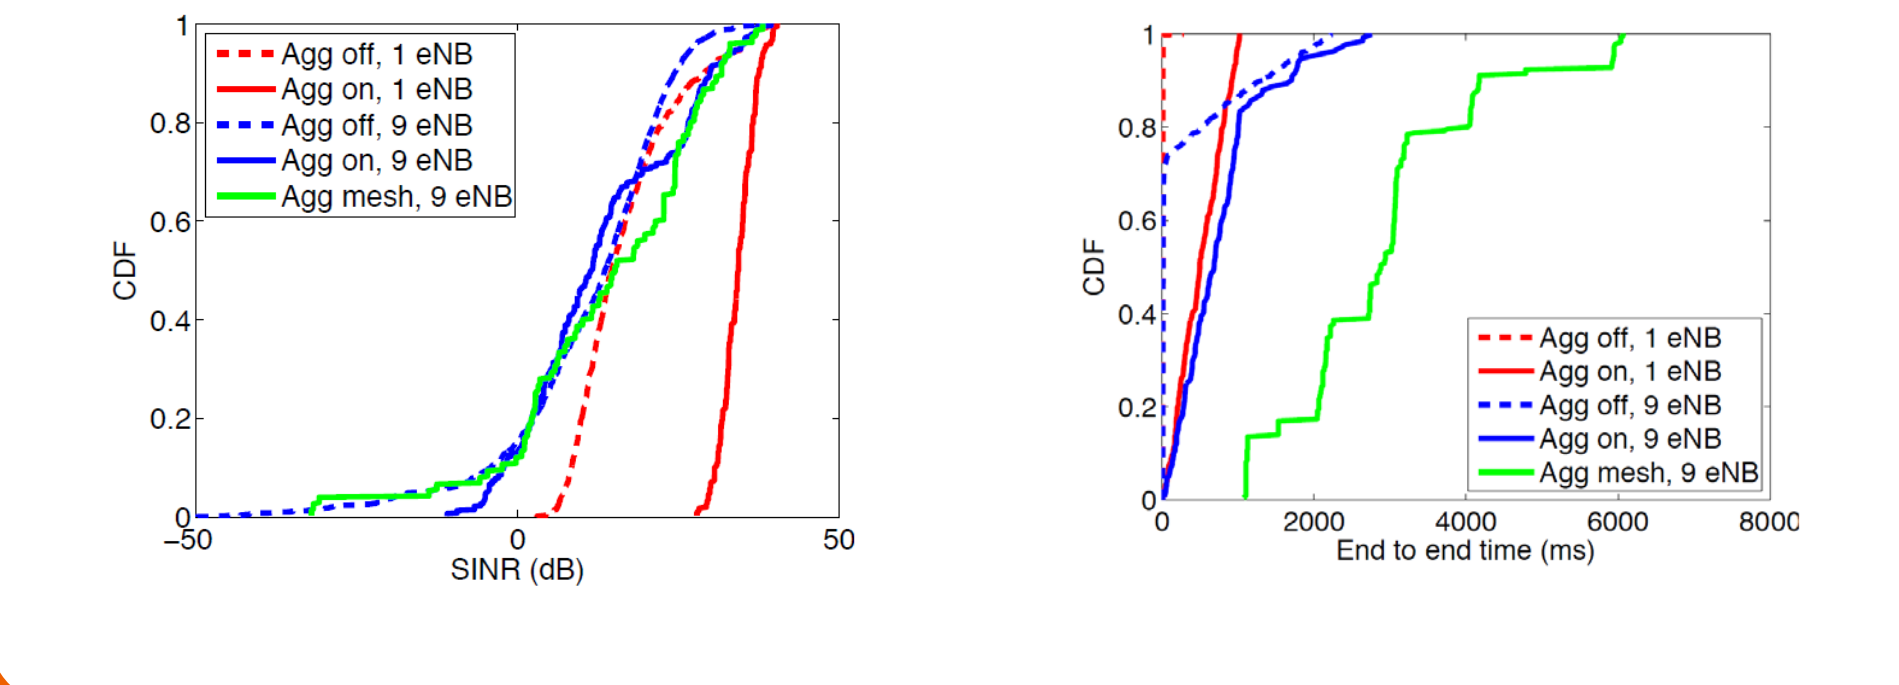 1
0.8
0.6
0.4
0.2
0
CDF
Agg off, 1 eNB
Agg on, 1 eNB
Agg off, 9 eNB
Agg on, 9 eNB
Agg mesh, 9 eNB
−50
0
50
SINR (dB)
1
0.8
0.6
0.4
0.2
0
CDF
Agg off, 1 eNB
Agg on, 1 eNB
Agg off, 9 eNB
Agg on, 9 eNB
Agg mesh, 9 eNB
0
2000
4000
6000
8000
End to end time (ms)